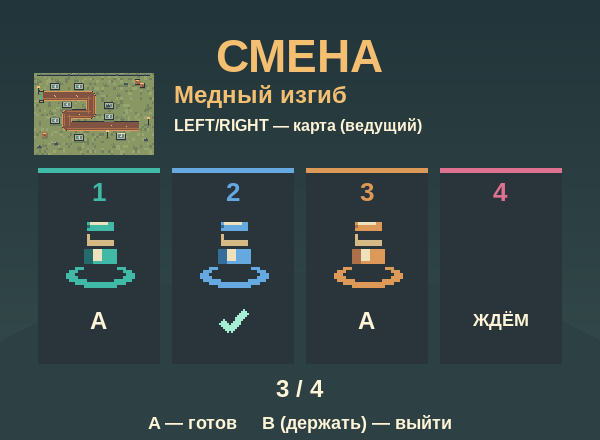 СМЕНА
Медный изгиб
LEFT/RIGHT — карта (ведущий)
1 2 3 4
A A ЖДЁМ
3 / 4
A — готов B (держать) — выйти